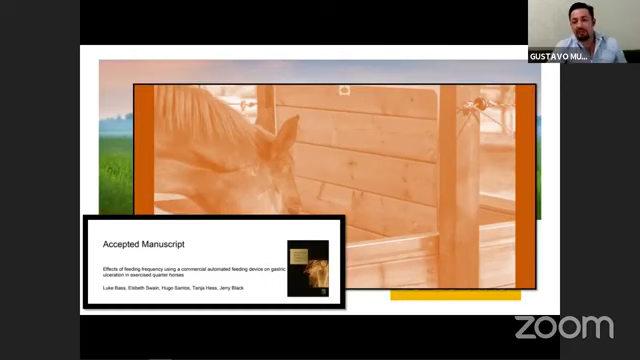 GUSTAVO MU...
Accepted Manuscript
Effects of feeding frequency using a commercial automated feeding device on gastric
ulceration in exercised quarter horses
Luke Bass, Elsbeth Swain, Hugo Santos, Tanja Hess, Jerry Black
zoom